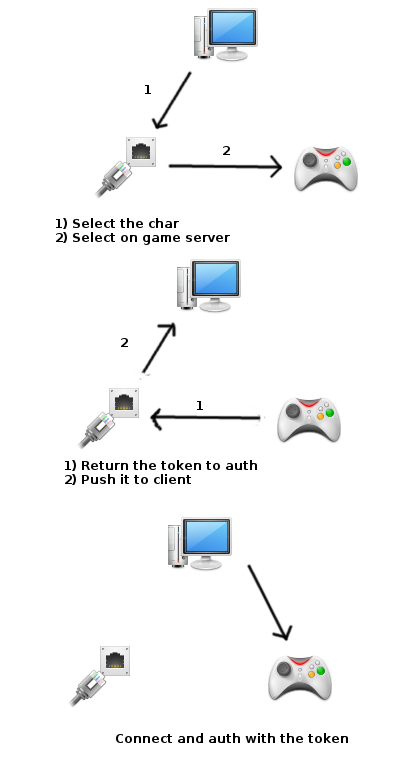 1
2
1) Select the char
2) Select on game server
2
1
1) Return the token to auth
2) Push it to client
Connect and auth with the token